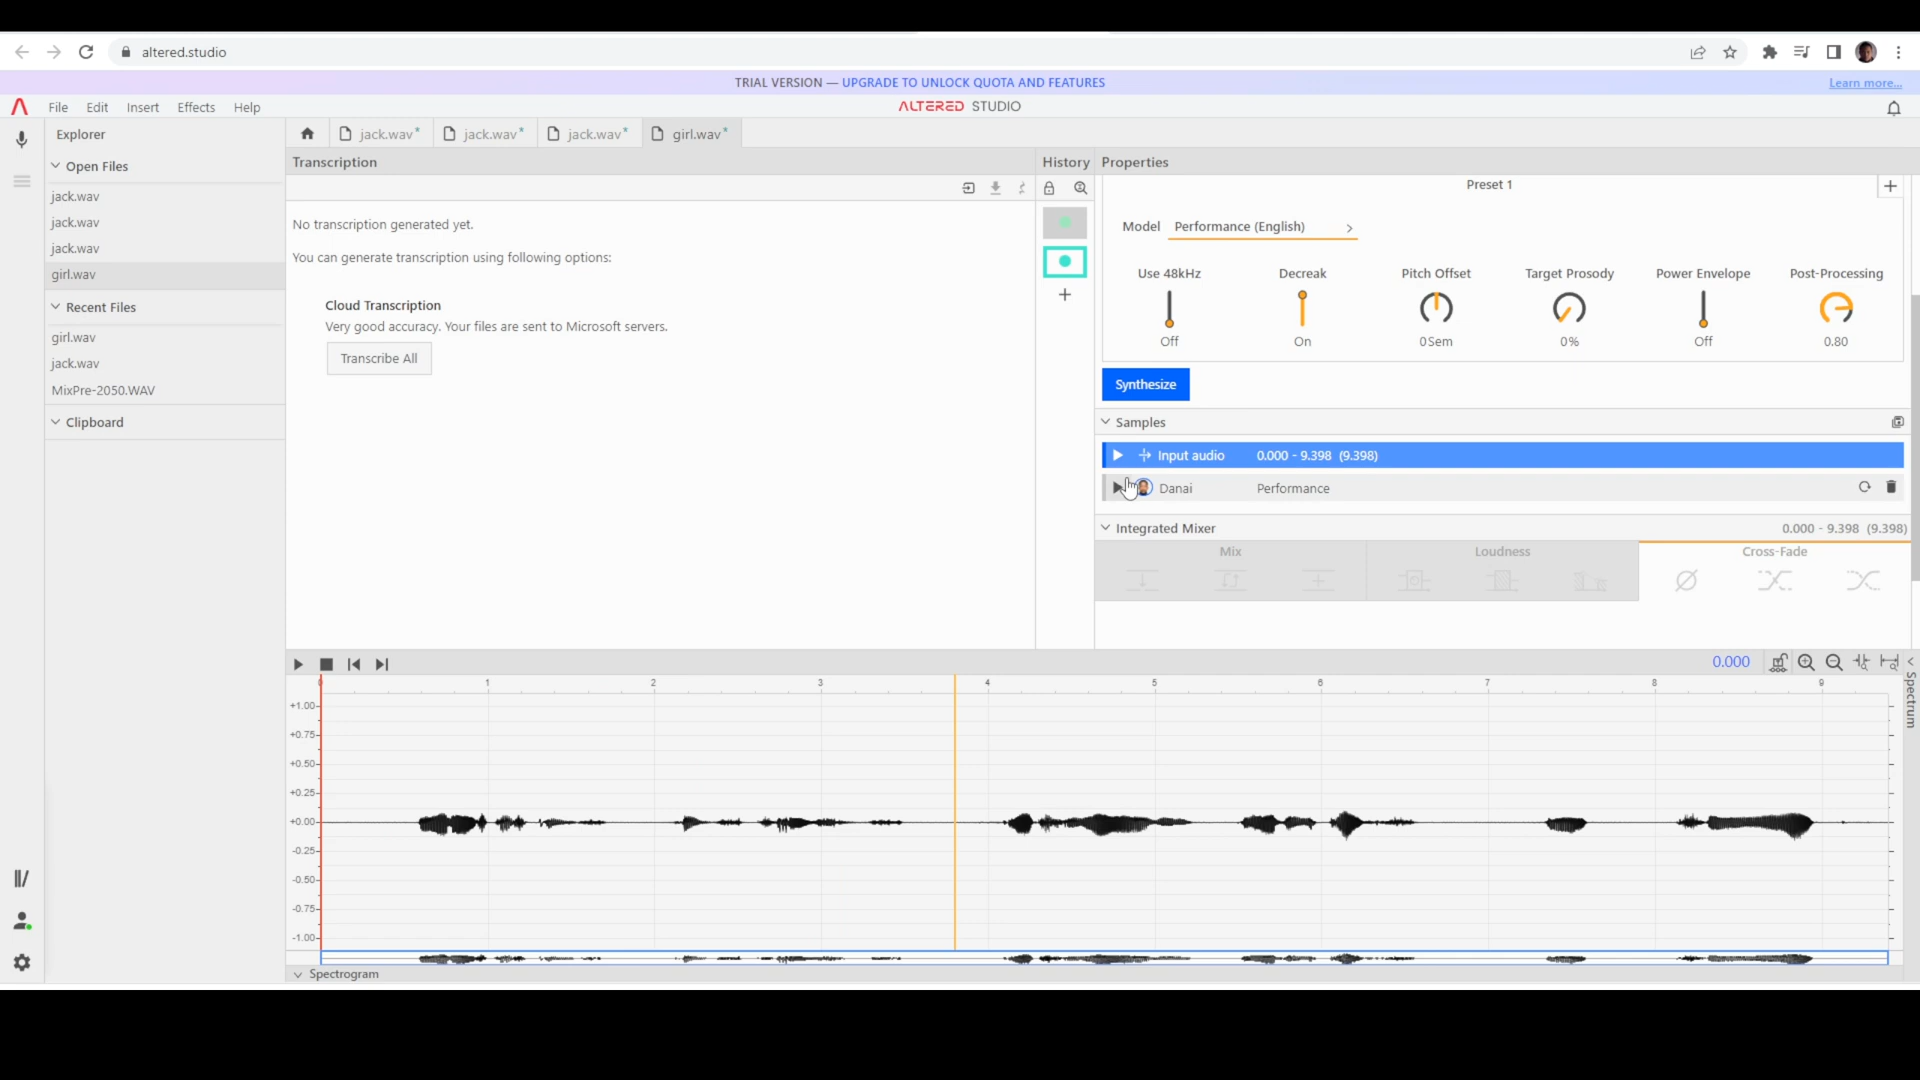 altered.studio
TRIAL VERSION — UPGRADE TO UNLOCK QUOTA AND FEATURES
Learn more...
File Edit Insert Effects Help
ALTERED STUDIO
Explorer
jack.wav* jack.wav* jack.wav* girl.wav*
Open Files
jack.wav
jack.wav
jack.wav
girl.wav
Recent Files
girl.wav
jack.wav
MixPre-2050.WAV
Clipboard
Transcription
No transcription generated yet.
You can generate transcription using following options:
Cloud Transcription
Very good accuracy. Your files are sent to Microsoft servers.
Transcribe All
History
Properties
Preset 1
Model Performance (English)
Use 48kHz Decreak Pitch Offset Target Prosody Power Envelope Post-Processing
Off On 0 Sem 0 % Off 0.80
Synthesize
Samples
Input audio 0.000 - 9.398 (9.398)
Danai Performance
Integrated Mixer 0.000 - 9.398 (9.398)
Mix Loudness Cross-Fade
0.000
Spectrum
0 1 2 3 4 5 6 7 8 9
+1.00
+0.75
+0.50
+0.25
+0.00
-0.25
-0.50
-0.75
-1.00
Spectrogram